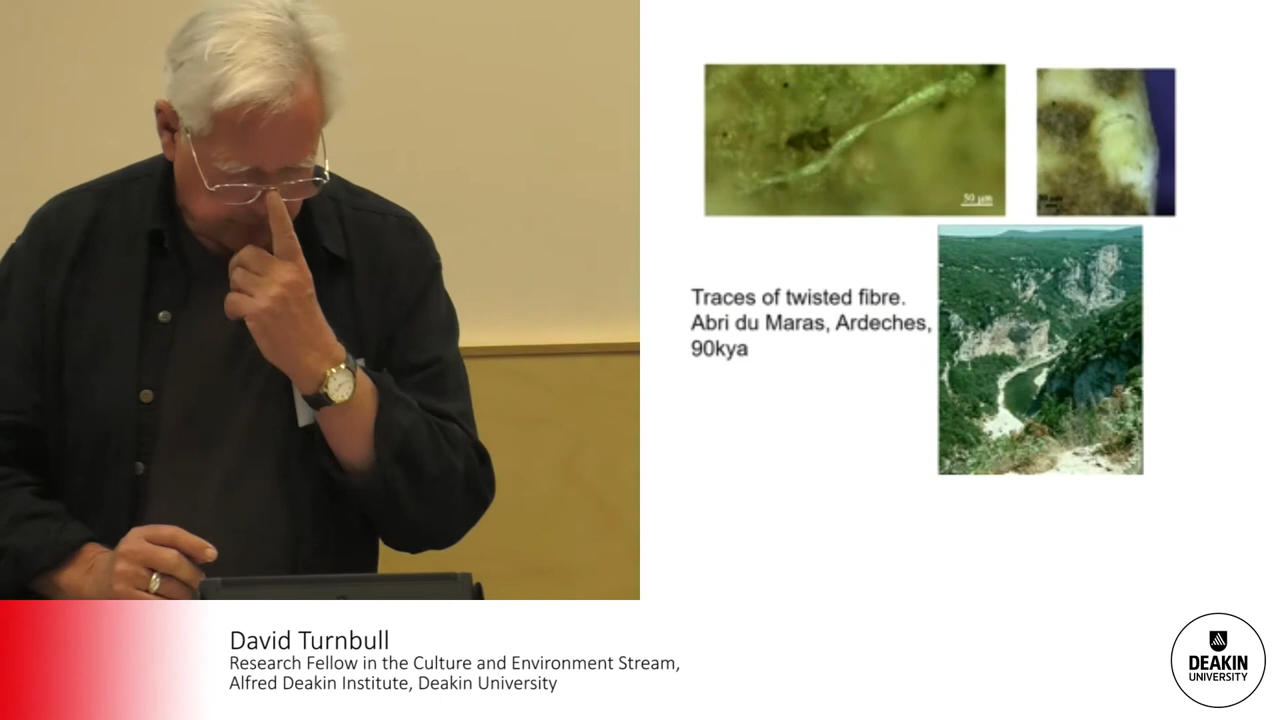 50 µm
Traces of twisted fibre.
Abri du Maras, Ardeches,
90kya
David Turnbull
Research Fellow in the Culture and Environment Stream,
Alfred Deakin Institute, Deakin University
DEAKIN
UNIVERSITY